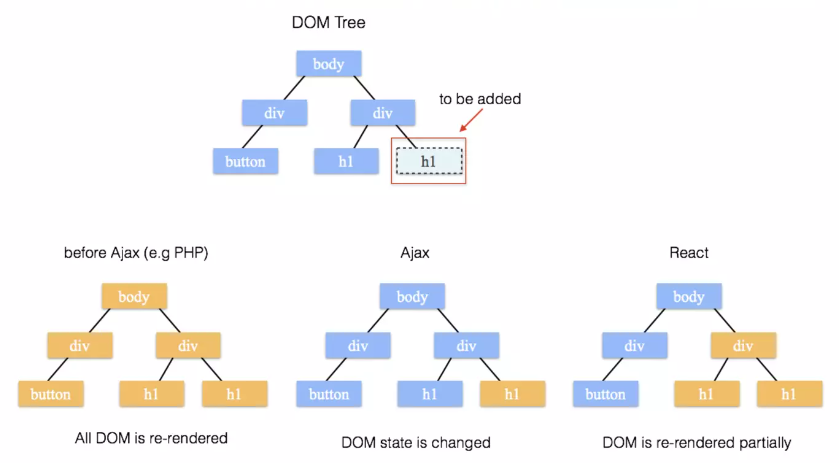 DOM Tree
body
div
div
to be added
button
h1
h1
before Ajax (e.g PHP)
body
div
div
button
h1
h1
All DOM is re-rendered
Ajax
body
div
div
button
h1
h1
DOM state is changed
React
body
div
div
button
h1
h1
DOM is re-rendered partially